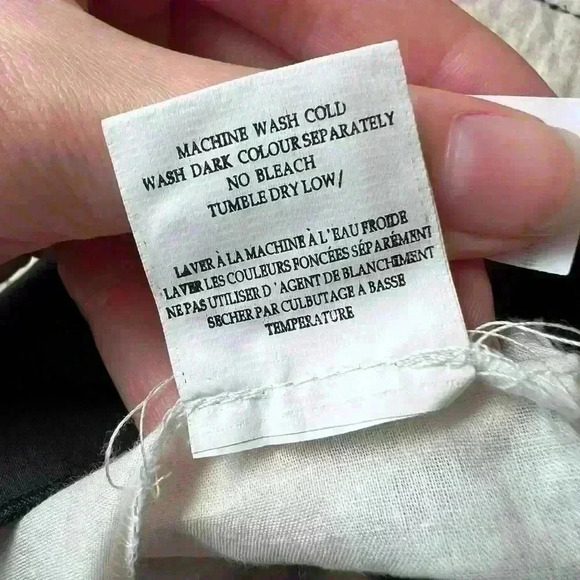 MACHINE WASH COLD
WASH DARK COLOUR SEPARATELY
NO BLEACH
TUMBLE DRY LOW/
LAVER À LA MACHINE À L'EAU FROIDE
LAVER LES COULEURS FONCÉES SÉPARÉMENT
NE PAS UTILISER D'AGENT DE BLANCHIMENT
SECHER PAR CULBUTAGE A BASSE
TEMPERATURE